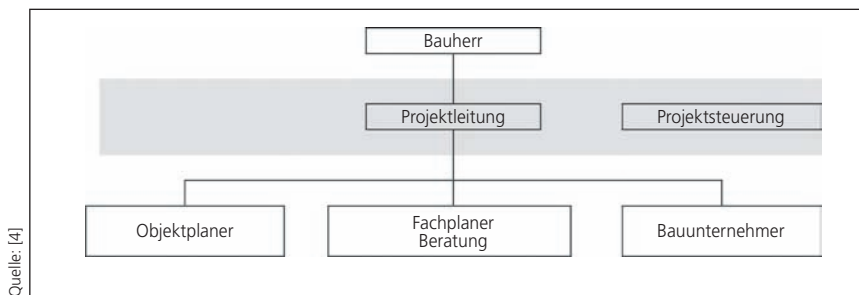 Bauherr
Projektleitung
Projektsteuerung
Objektplaner
Fachplaner
Beratung
Bauunternehmer
Quelle: [4]